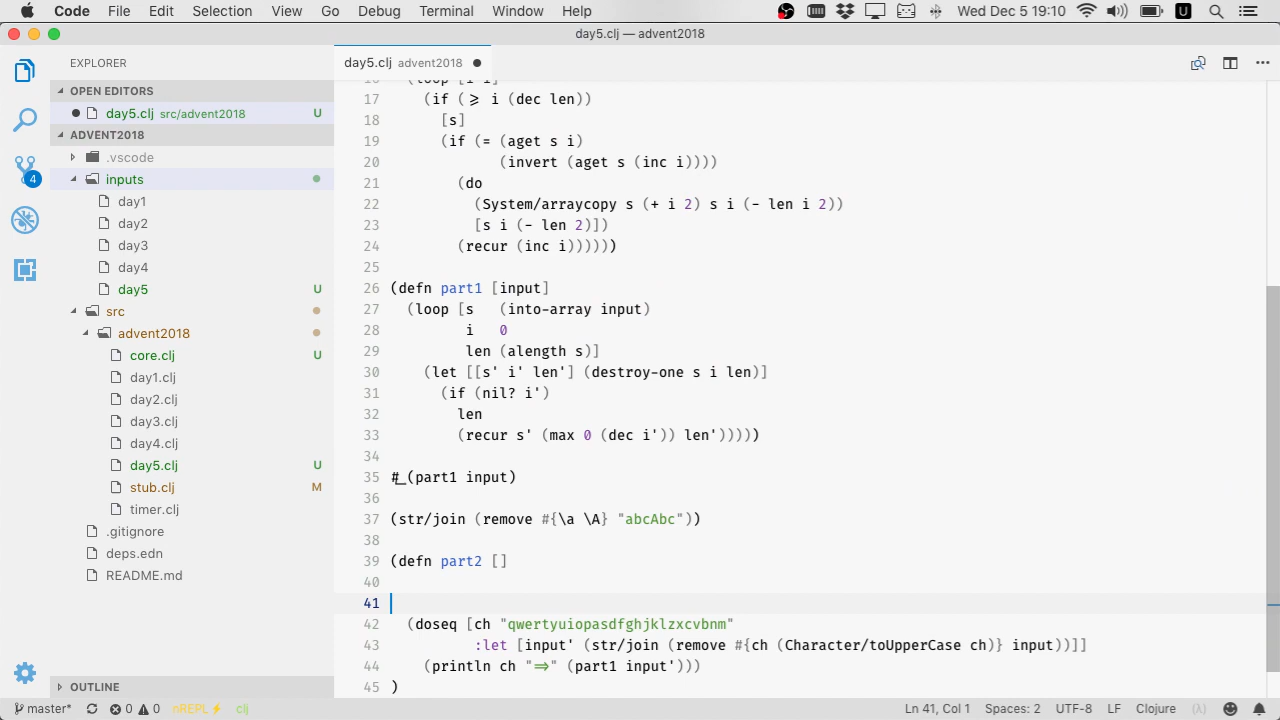 Code File Edit Selection View Go Debug Terminal Window Help Wed Dec 5 19:10 U
day5.clj — advent2018
EXPLORER
OPEN EDITORS
day5.clj src/advent2018 U
ADVENT2018
.vscode
inputs
day1
day2
day3
day4
day5 U
src
advent2018
core.clj U
day1.clj
day2.clj
day3.clj
day4.clj
day5.clj U
stub.clj M
timer.clj
.gitignore
deps.edn
README.md
OUTLINE
4
day5.clj advent2018
17 (if (>= i (dec len))
18 [s]
19 (if (= (aget s i)
20 (invert (aget s (inc i))))
21 (do
22 (System/arraycopy s (+ i 2) s i (- len i 2))
23 [s i (- len 2)])
24 (recur (inc i))))))
25
26 (defn part1 [input]
27 (loop [s (into-array input)
28 i 0
29 len (alength s)]
30 (let [[s' i' len'] (destroy-one s i len)]
31 (if (nil? i')
32 len
33 (recur s' (max 0 (dec i')) len')))))
34
35 #_(part1 input)
36
37 (str/join (remove #{\a \A} "abcAbc"))
38
39 (defn part2 []
40
41
42 (doseq [ch "qwertyuiopasdfghjklzxcvbnm"
43 :let [input' (str/join (remove #{ch (Character/toUpperCase ch)} input))]]
44 (println ch "=>" (part1 input')))
45 )
master* 0 0 nREPL⚡ clj Ln 41, Col 1 Spaces: 2 UTF-8 LF Clojure (λ)